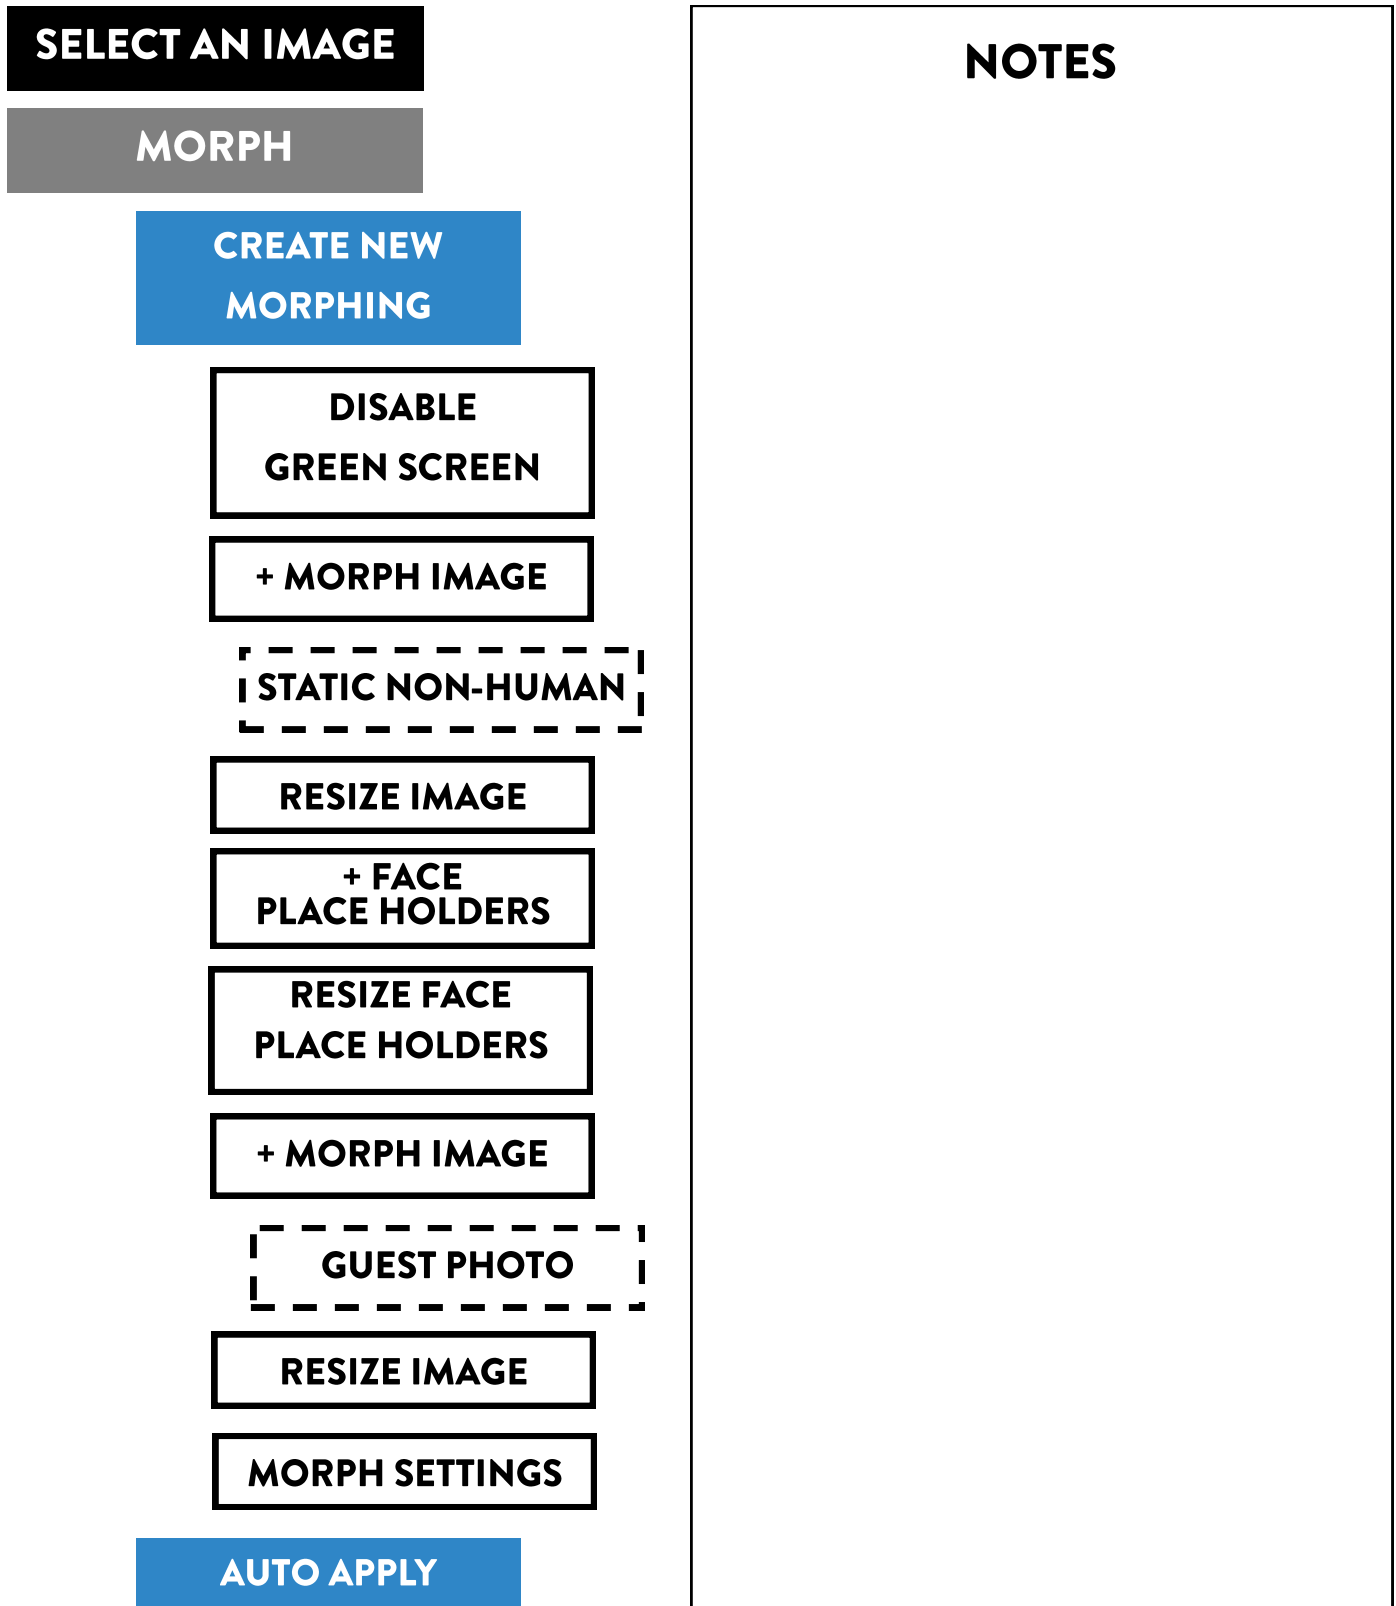 SELECT AN IMAGE
NOTES
MORPH
CREATE NEW
MORPHING
DISABLE
GREEN SCREEN
+ MORPH IMAGE
STATIC NON-HUMAN
RESIZE IMAGE
+ FACE
PLACE HOLDERS
RESIZE FACE
PLACE HOLDERS
+ MORPH IMAGE
GUEST PHOTO
RESIZE IMAGE
MORPH SETTINGS
AUTO APPLY